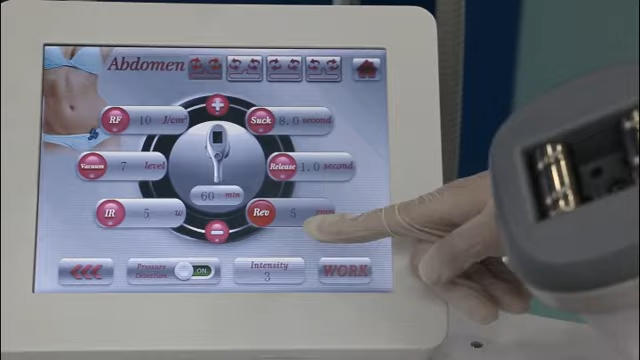 Abdomen
RF 10 J/cm² Suck 8.0 second
Vacuum 7 level Release 1.0 second
60 min
IR 5 w Rev 5
Pressure
ON
Intensity
3
WORK